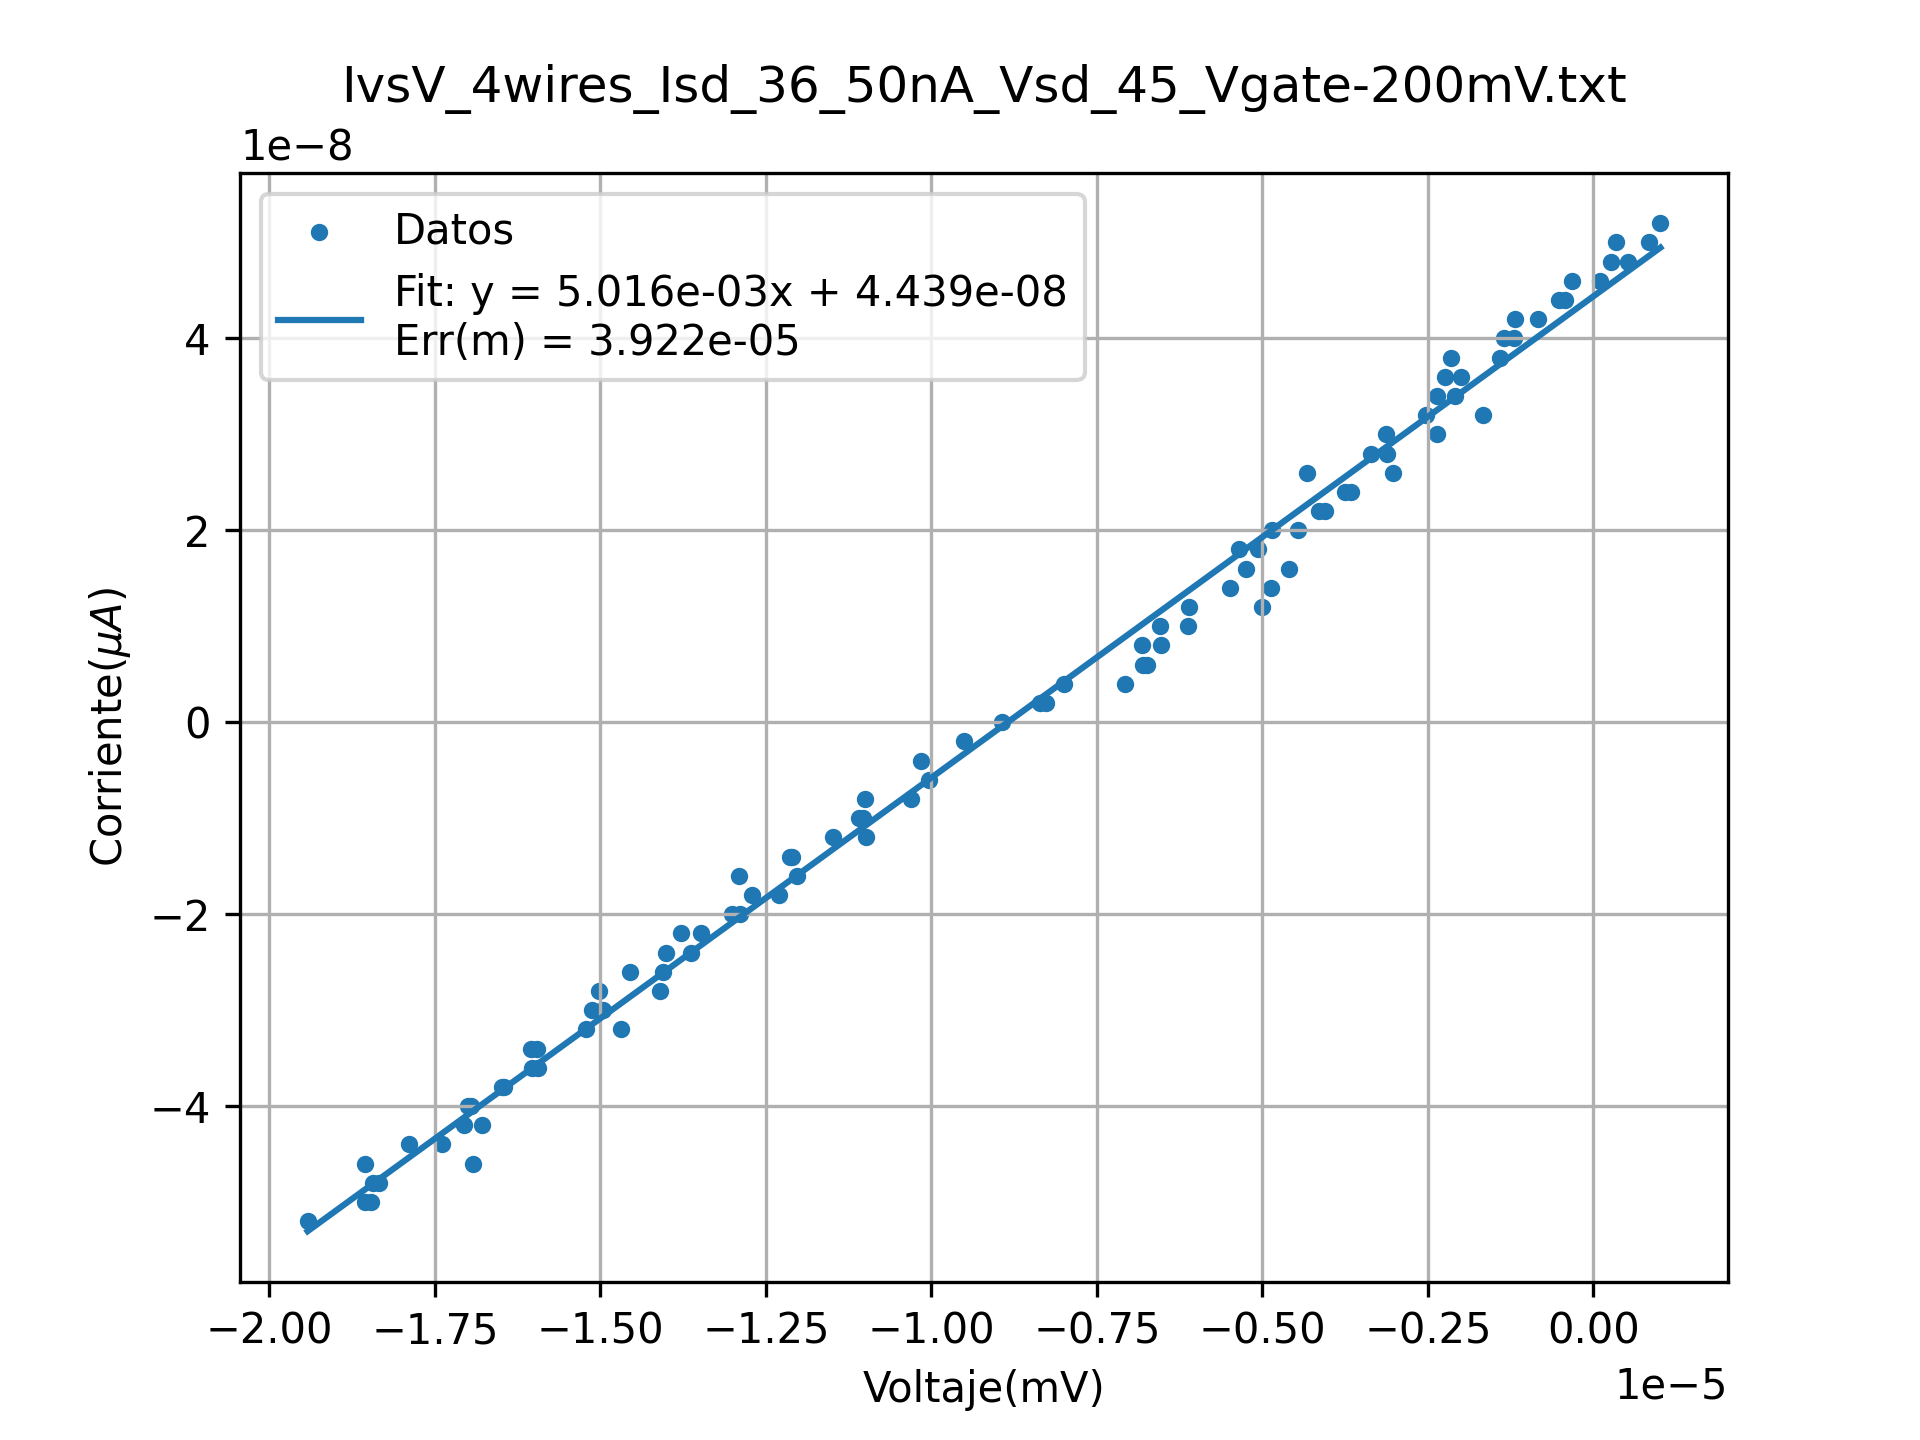 IvsV_4wires_Isd_36_50nA_Vsd_45_Vgate-200mV.txt
1e−8
Datos
Fit: y = 5.016e-03x + 4.439e-08
Err(m) = 3.922e-05
4
2
0
−2
−4
Corriente(μA)
−2.00 −1.75 −1.50 −1.25 −1.00 −0.75 −0.50 −0.25 0.00
Voltaje(mV)
1e−5